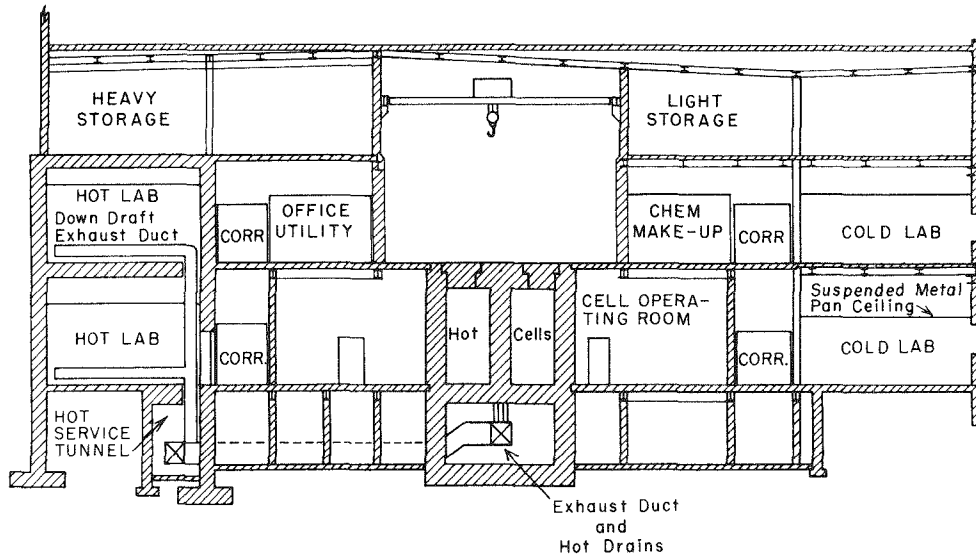 HEAVY
STORAGE
LIGHT
STORAGE
HOT LAB
Down Draft
Exhaust Duct
CORR
OFFICE
UTILITY
CHEM
MAKE-UP
CORR
COLD LAB
HOT LAB
CORR.
Hot
Cells
CELL OPERA-
TING ROOM
CORR.
Suspended Metal
Pan Ceiling
COLD LAB
HOT
SERVICE
TUNNEL
Exhaust Duct
and
Hot Drains